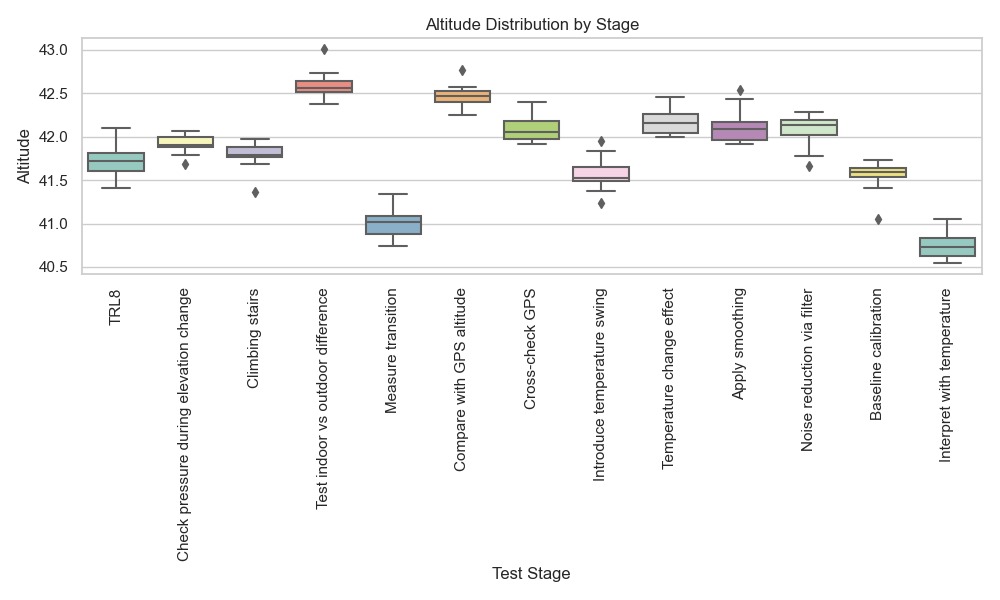 Altitude Distribution by Stage
Altitude
43.0
42.5
42.0
41.5
41.0
40.5
TRL8
Check pressure during elevation change
Climbing stairs
Test indoor vs outdoor difference
Measure transition
Compare with GPS altitude
Cross-check GPS
Introduce temperature swing
Temperature change effect
Apply smoothing
Noise reduction via filter
Baseline calibration
Interpret with temperature
Test Stage